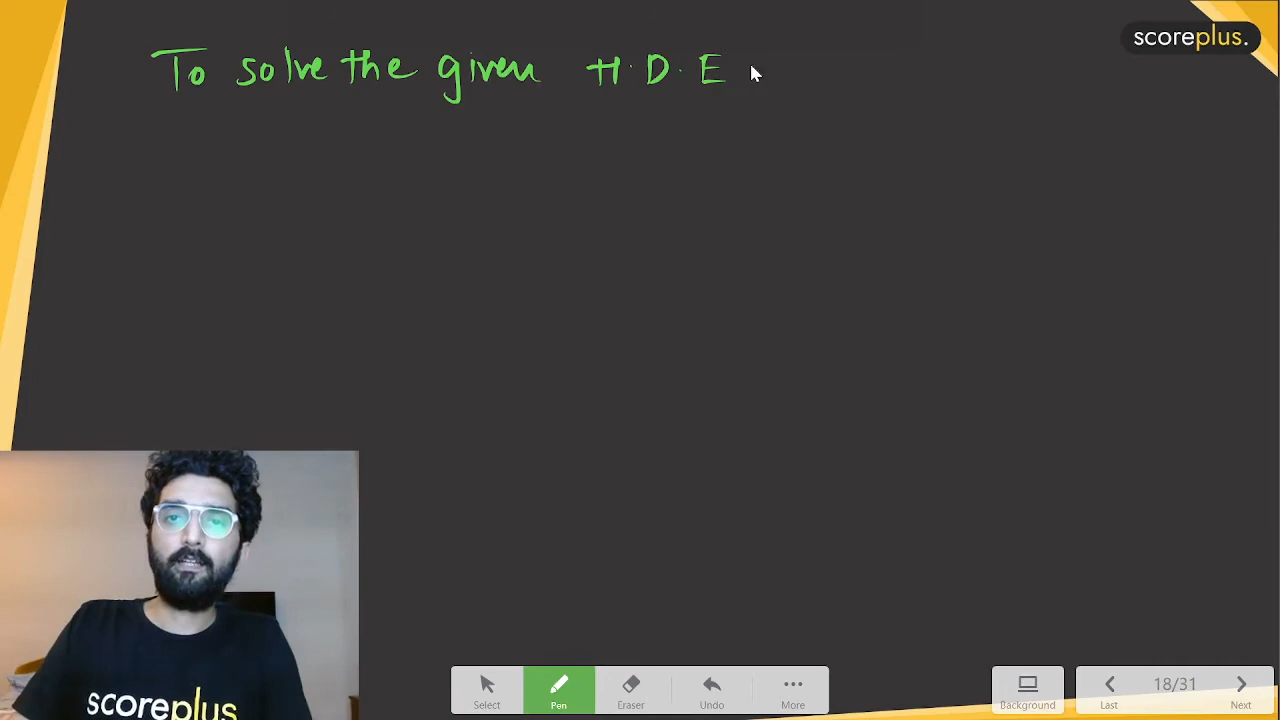 scoreplus.
To solve the given H.D.E
scoreplus
Select Pen Eraser Undo More
Background
Last 18/31 Next